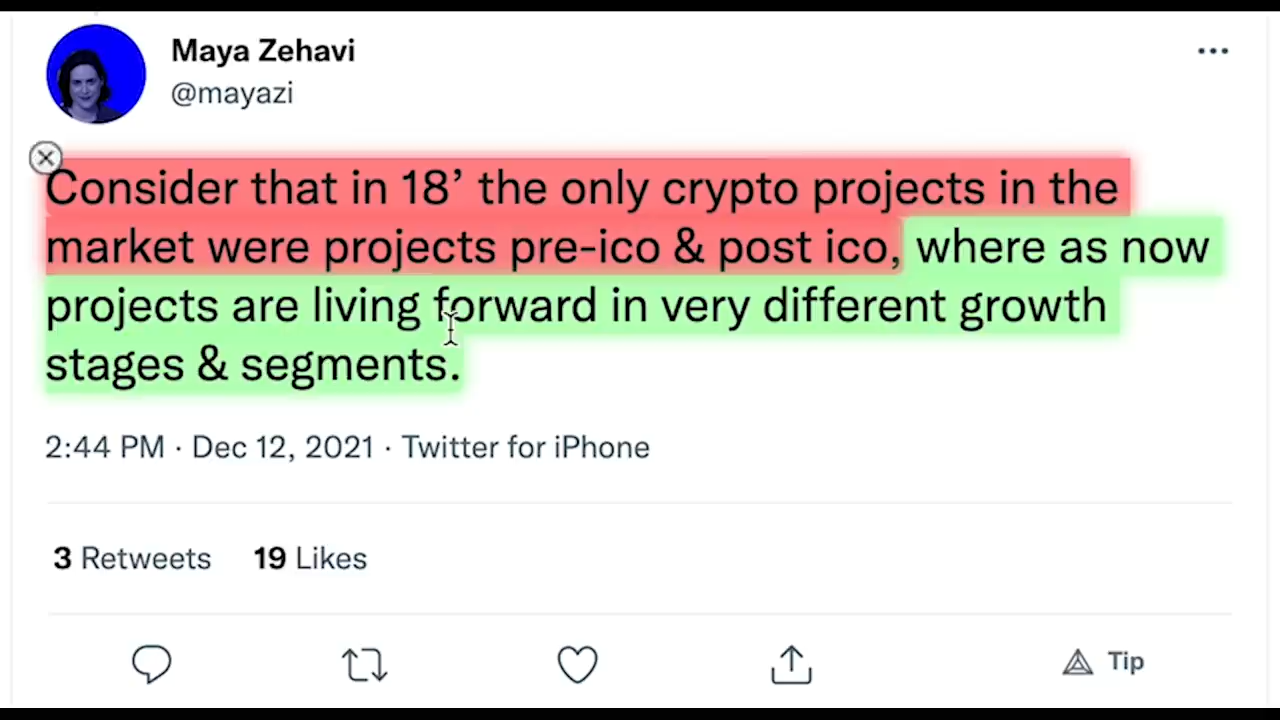 Maya Zehavi
@mayazi
Consider that in 18’ the only crypto projects in the
market were projects pre-ico & post ico, where as now
projects are living forward in very different growth
stages & segments.
2:44 PM · Dec 12, 2021 · Twitter for iPhone
3 Retweets 19 Likes
Tip